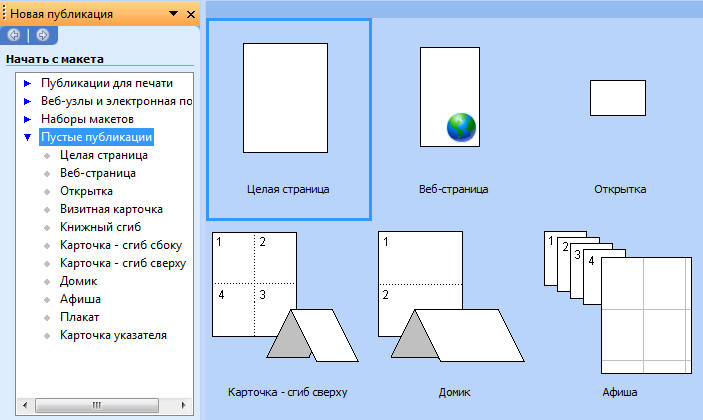 Новая публикация
Начать с макета
Публикации для печати
Веб-узлы и электронная по
Наборы макетов
Пустые публикации
Целая страница
Веб-страница
Открытка
Визитная карточка
Книжный сгиб
Карточка - сгиб сбоку
Карточка - сгиб сверху
Домик
Афиша
Плакат
Карточка указателя
Целая страница
Веб-страница
Открытка
1 2
4 3
Карточка - сгиб сверху
1
2
Домик
1
2
3
4
Афиша